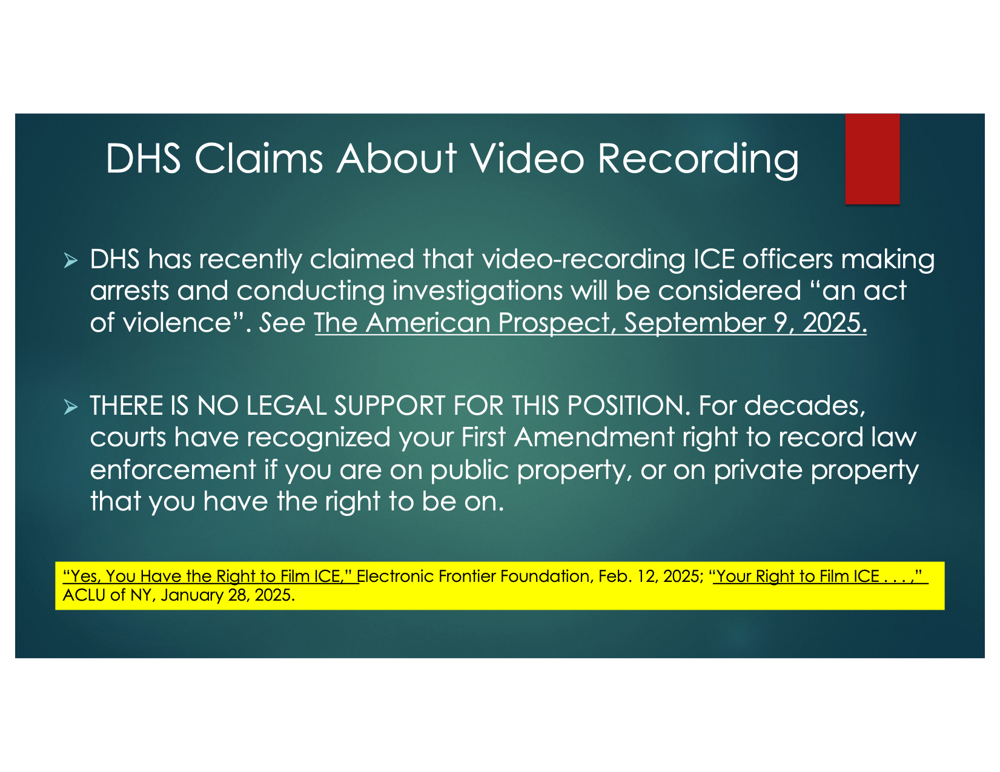 DHS Claims About Video Recording
DHS has recently claimed that video-recording ICE officers making
arrests and conducting investigations will be considered “an act
of violence”. See The American Prospect, September 9, 2025.
THERE IS NO LEGAL SUPPORT FOR THIS POSITION. For decades,
courts have recognized your First Amendment right to record law
enforcement if you are on public property, or on private property
that you have the right to be on.
“Yes, You Have the Right to Film ICE,” Electronic Frontier Foundation, Feb. 12, 2025; “Your Right to Film ICE . . . ,”
ACLU of NY, January 28, 2025.